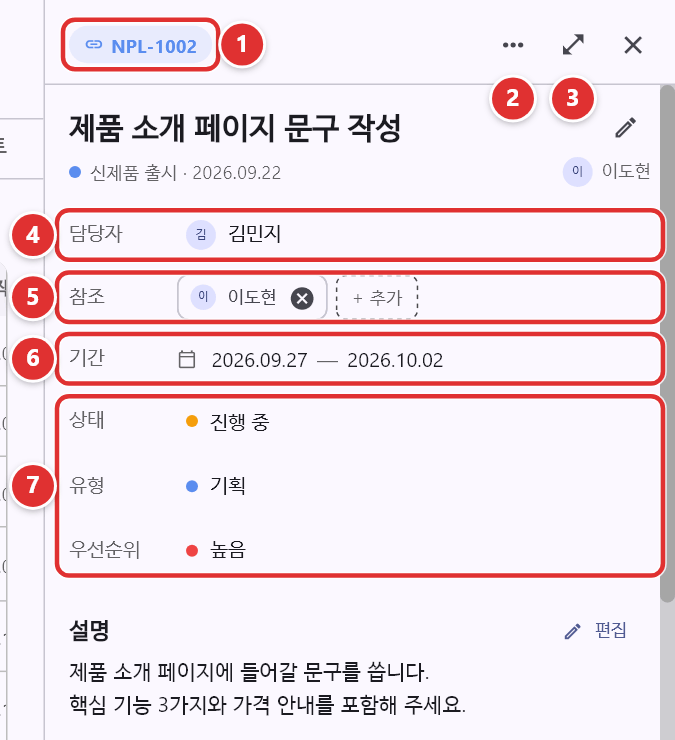 NPL-1002
1
2
3
제품 소개 페이지 문구 작성
신제품 출시 · 2026.09.22
이 이도현
4
담당자 김 김민지
5
참조 이 이도현 + 추가
6
기간 2026.09.27 — 2026.10.02
7
상태 진행 중
유형 기획
우선순위 높음
설명
편집
제품 소개 페이지에 들어갈 문구를 씁니다.
핵심 기능 3가지와 가격 안내를 포함해 주세요.